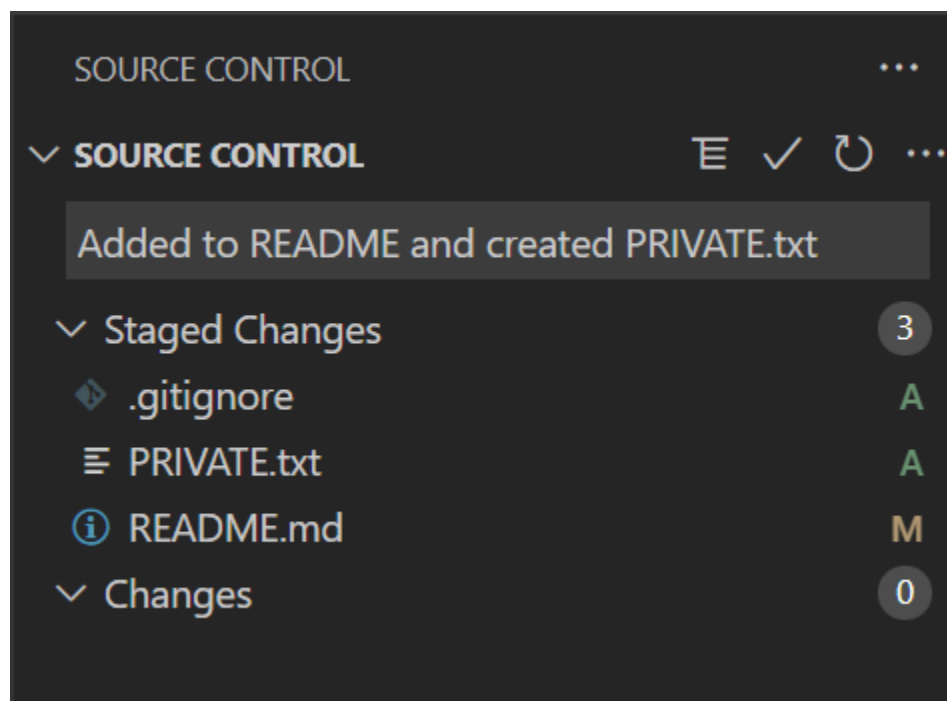 SOURCE CONTROL
SOURCE CONTROL
Added to README and created PRIVATE.txt
Staged Changes 3
.gitignore A
PRIVATE.txt A
README.md M
Changes 0